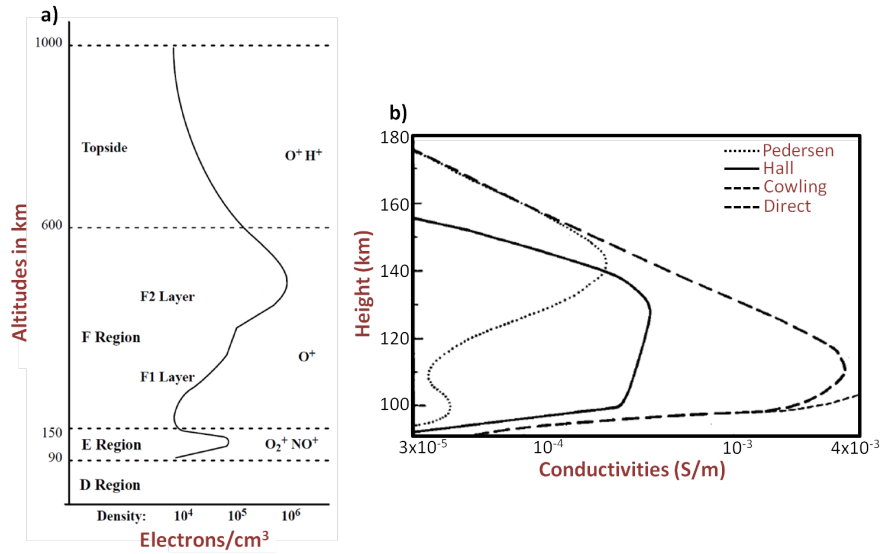 a)
1000
Topside
O⁺ H⁺
600
F2 Layer
F Region
O⁺
F1 Layer
150
E Region
O₂⁺ NO⁺
90
D Region
Density: 10⁴ 10⁵ 10⁶
Electrons/cm³
Altitudes in km
b)
180
160
140
120
100
Height (km)
Pedersen
Hall
Cowling
Direct
3x10⁻⁵ 10⁻⁴ 10⁻³ 4x10⁻³
Conductivities (S/m)